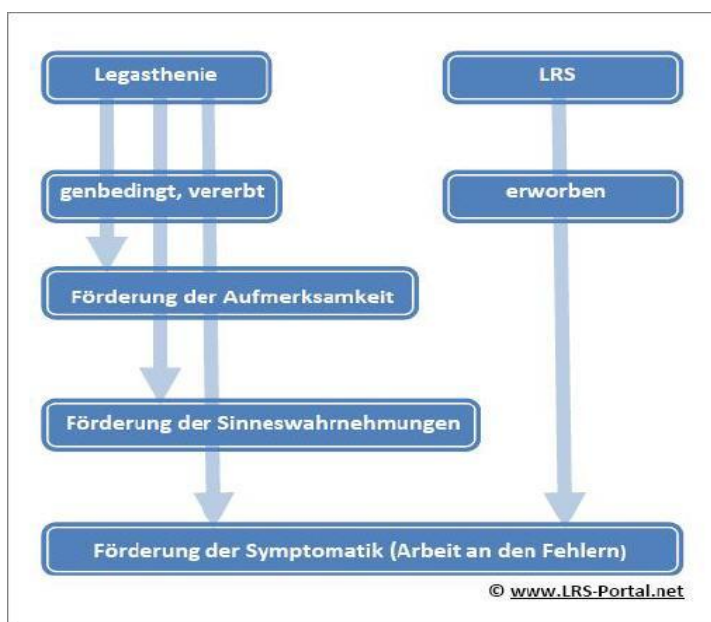 Legasthenie
LRS
genbedingt, vererbt
erworben
Förderung der Aufmerksamkeit
Förderung der Sinneswahrnehmungen
Förderung der Symptomatik (Arbeit an den Fehlern)
© www.LRS-Portal.net